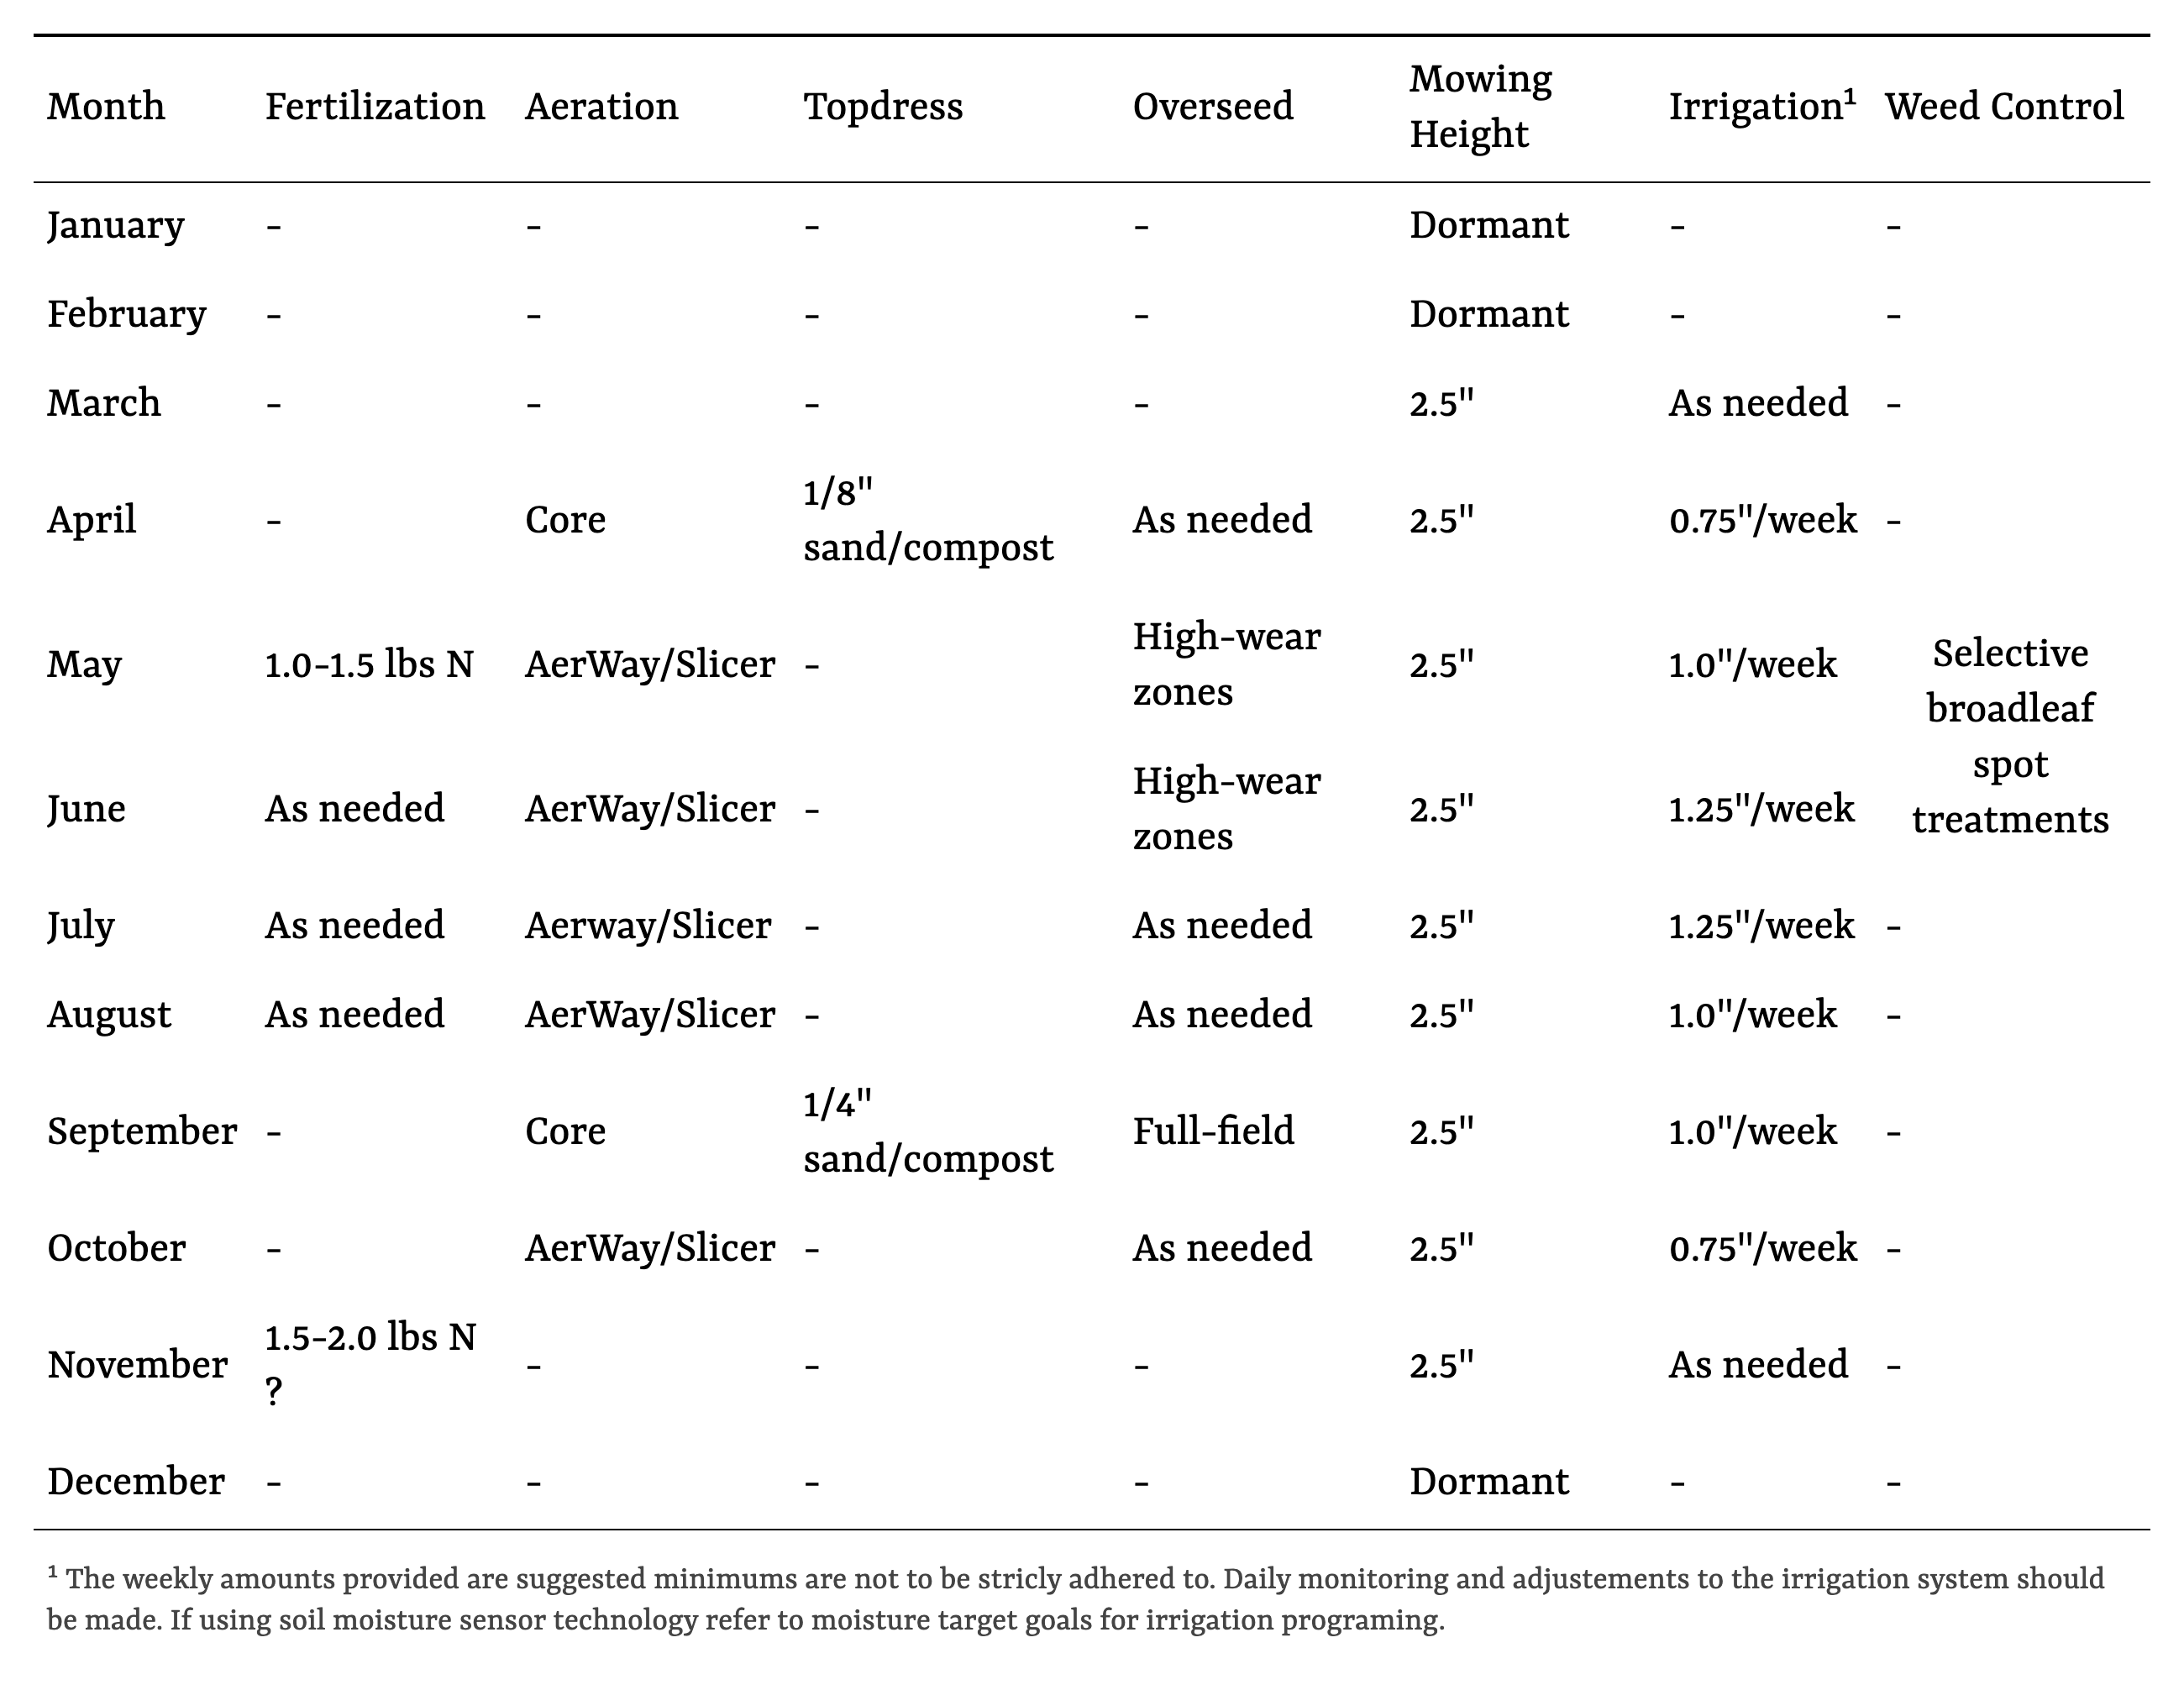 Month Fertilization Aeration Topdress Overseed Mowing Height Irrigation¹ Weed Control
January - - - - Dormant - -
February - - - - Dormant - -
March - - - - 2.5" As needed -
April - Core 1/8" sand/compost As needed 2.5" 0.75"/week -
May 1.0-1.5 lbs N AerWay/Slicer - High-wear zones 2.5" 1.0"/week Selective broadleaf spot treatments
June As needed AerWay/Slicer - High-wear zones 2.5" 1.25"/week
July As needed Aerway/Slicer - As needed 2.5" 1.25"/week -
August As needed AerWay/Slicer - As needed 2.5" 1.0"/week -
September - Core 1/4" sand/compost Full-field 2.5" 1.0"/week -
October - AerWay/Slicer - As needed 2.5" 0.75"/week -
November 1.5-2.0 lbs N ? - - - 2.5" As needed -
December - - - - Dormant - -
¹ The weekly amounts provided are suggested minimums are not to be stricly adhered to. Daily monitoring and adjustements to the irrigation system should
be made. If using soil moisture sensor technology refer to moisture target goals for irrigation programing.